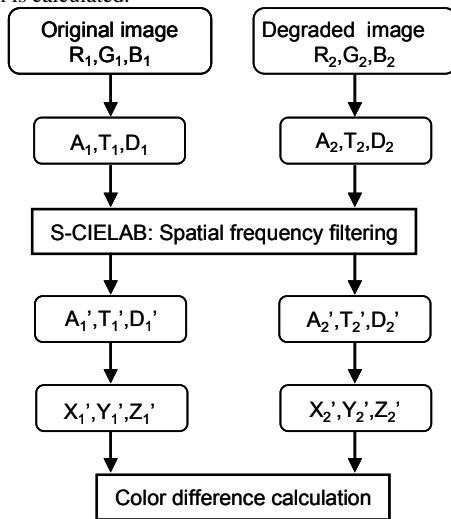 is calculated.
Original image
R₁,G₁,B₁
Degraded image
R₂,G₂,B₂
A₁,T₁,D₁
A₂,T₂,D₂
S-CIELAB: Spatial frequency filtering
A₁’,T₁’,D₁’
A₂’,T₂’,D₂’
X₁’,Y₁’,Z₁’
X₂’,Y₂’,Z₂’
Color difference calculation